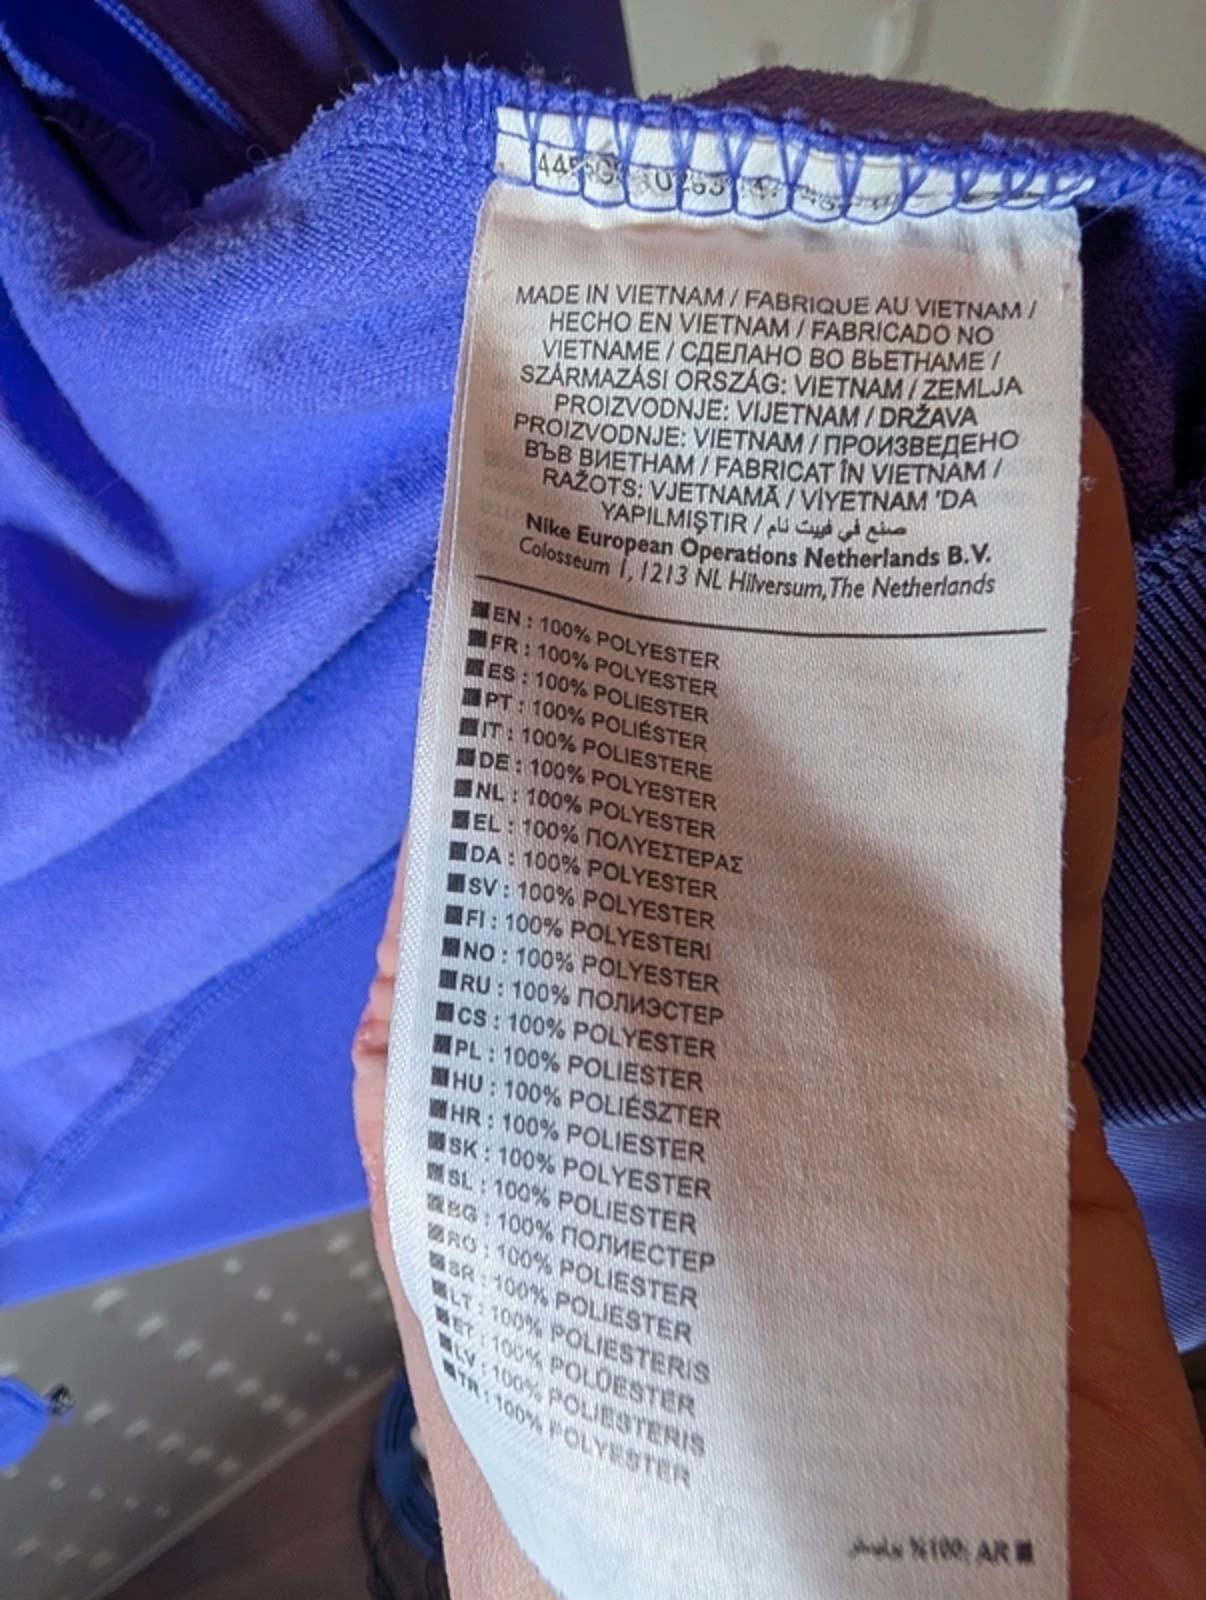 MADE IN VIETNAM / FABRIQUE AU VIETNAM /
HECHO EN VIETNAM / FABRICADO NO
VIETNAME / СДЕЛАНО ВО ВЬЕТНАМЕ /
SZÁRMAZÁSI ORSZÁG: VIETNAM / ZEMLJA
PROIZVODNJE: VIJETNAM / DRŽAVA
PROIZVODNJE: VIETNAM / ПРОИЗВЕДЕНО
ВЪВ ВИЕТНАМ / FABRICAT ÎN VIETNAM /
RAŽOTS: VJETNAMĀ / VİYETNAM 'DA
YAPILMIŞTIR / صنع في فييت نام
Nike European Operations Netherlands B.V.
Colosseum 1, 1213 NL Hilversum, The Netherlands
EN : 100% POLYESTER
FR : 100% POLYESTER
ES : 100% POLIESTER
PT : 100% POLIÉSTER
IT : 100% POLIESTERE
DE : 100% POLYESTER
NL : 100% POLYESTER
EL : 100% ΠΟΛΥΕΣΤΕΡΑΣ
DA : 100% POLYESTER
SV : 100% POLYESTER
FI : 100% POLYESTERI
NO : 100% POLYESTER
RU : 100% ПОЛИЭСТЕР
CS : 100% POLYESTER
PL : 100% POLIESTER
HU : 100% POLIÉSZTER
HR : 100% POLIESTER
SK : 100% POLYESTER
SL : 100% POLIESTER
BG : 100% ПОЛИЕСТЕР
RO : 100% POLIESTER
SR : 100% POLIESTER
LT : 100% POLIESTERIS
ET : 100% POLÜESTER
LV : 100% POLIESTERIS
TR : 100% POLYESTER
%100: AR